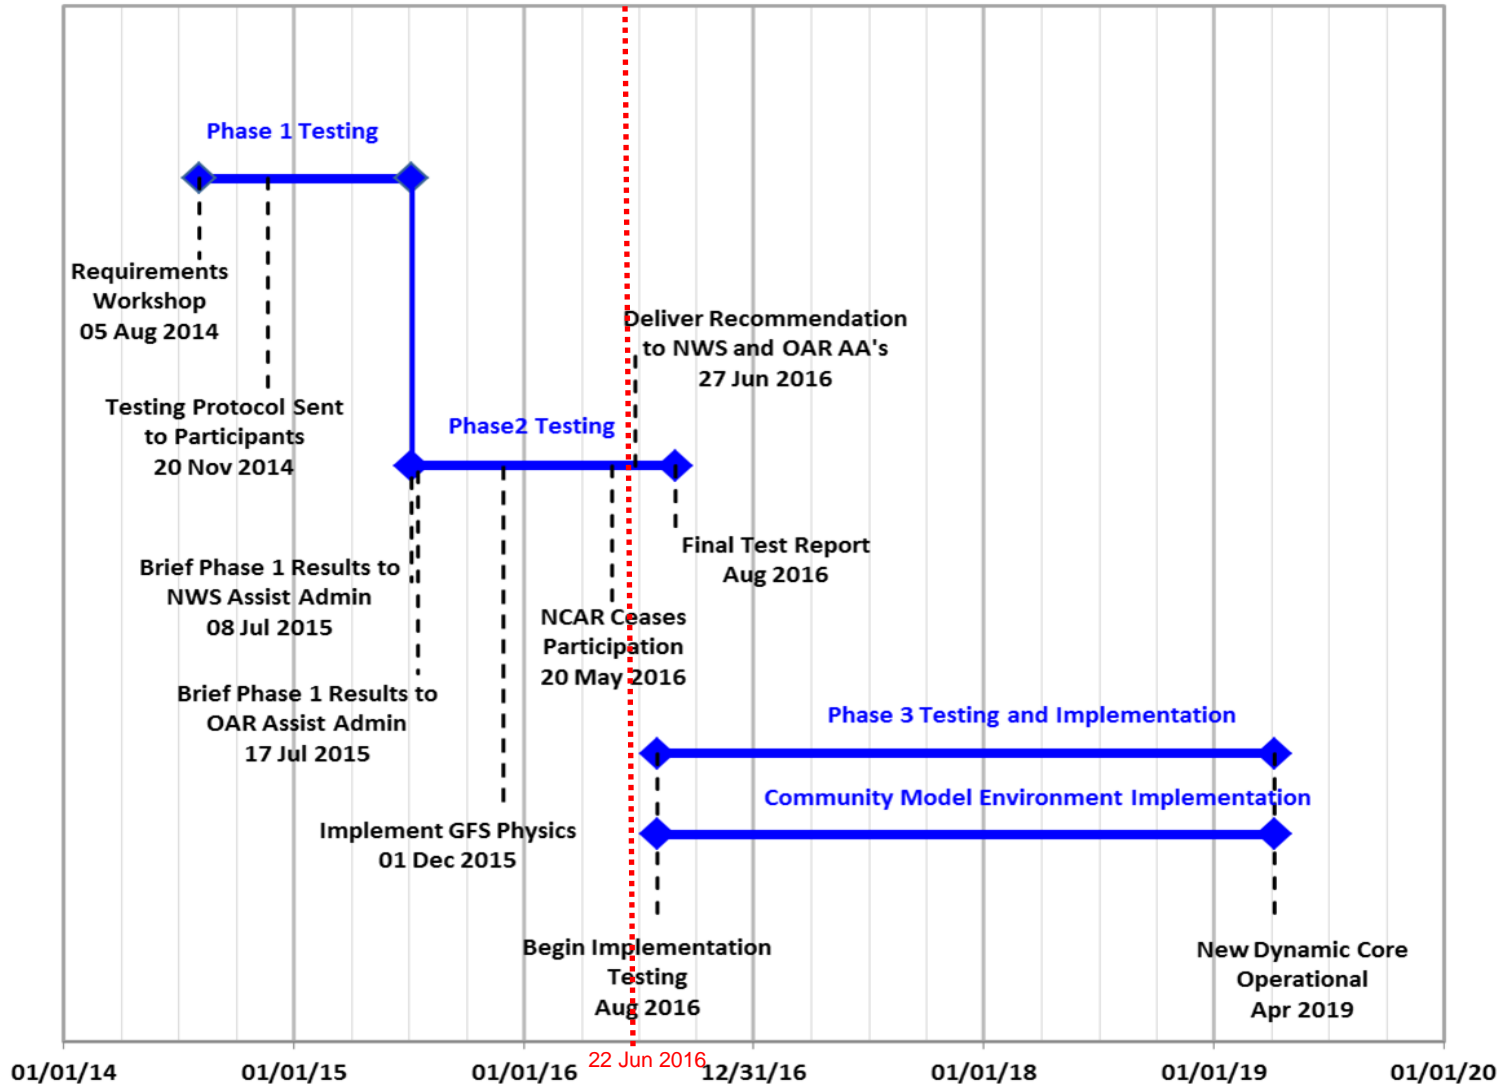 Phase 1 Testing
Requirements
Workshop
05 Aug 2014
Deliver Recommendation
to NWS and OAR AA's
27 Jun 2016
Testing Protocol Sent
to Participants
20 Nov 2014
Phase2 Testing
Final Test Report
Aug 2016
Brief Phase 1 Results to
NWS Assist Admin
08 Jul 2015
NCAR Ceases
Participation
20 May 2016
Brief Phase 1 Results to
OAR Assist Admin
17 Jul 2015
Phase 3 Testing and Implementation
Community Model Environment Implementation
Implement GFS Physics
01 Dec 2015
Begin Implementation
Testing
Aug 2016
New Dynamic Core
Operational
Apr 2019
22 Jun 2016
01/01/14 01/01/15 01/01/16 12/31/16 01/01/18 01/01/19 01/01/20